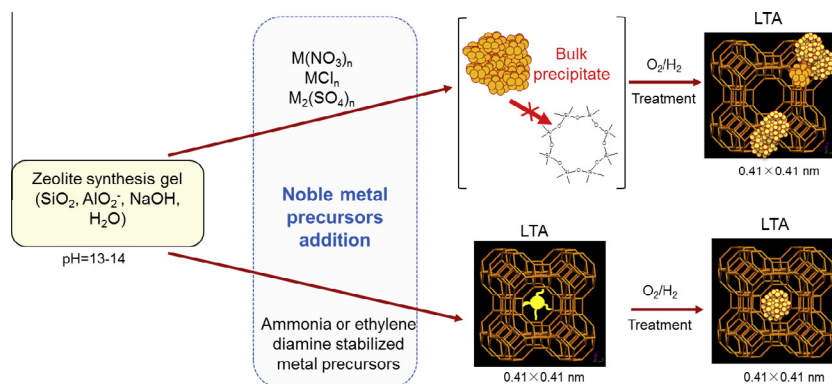 Zeolite synthesis gel
(SiO2, AlO2-, NaOH,
H2O)
pH=13-14
M(NO3)n
MCln
M2(SO4)n
Noble metal
precursors
addition
Ammonia or ethylene
diamine stabilized
metal precursors
Bulk
precipitate
O2/H2
Treatment
LTA
0.41×0.41 nm
LTA
0.41×0.41 nm
O2/H2
Treatment
LTA
0.41×0.41 nm